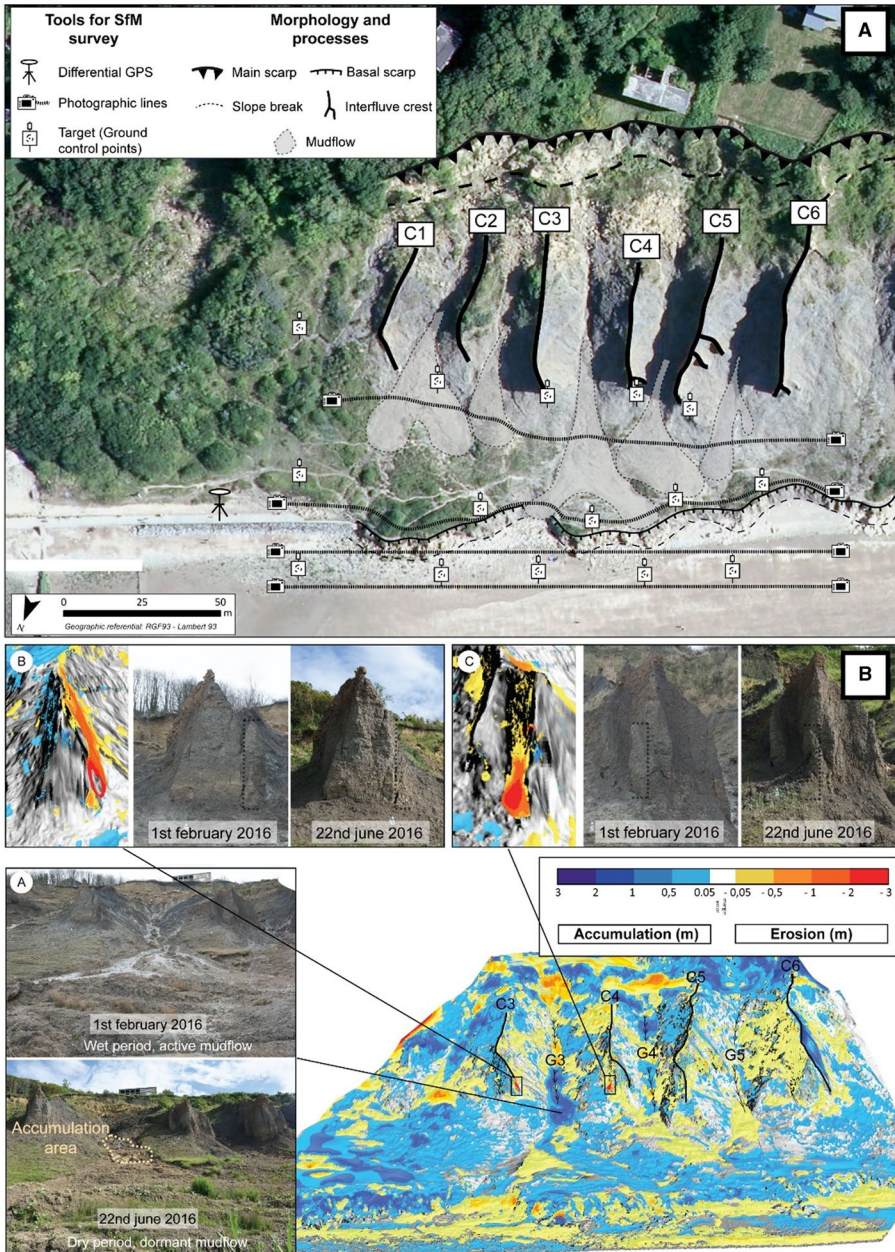 Tools for SfM
survey
Differential GPS
Photographic lines
Target (Ground
control points)
Morphology and
processes
Main scarp
Basal scarp
Slope break
Interfluve crest
Mudflow
A
C1
C2
C3
C4
C5
C6
N
0 25 50
m
Geographic referential: RGF93 - Lambert 93
B
1st february 2016
22nd june 2016
C
1st february 2016
22nd june 2016
B
A
1st february 2016
Wet period, active mudflow
Accumulation
area
22nd june 2016
Dry period, dormant mudflow
3 2 1 0,5 0.05 - 0,05 - 0,5 - 1 - 2 - 3
Accumulation (m)
Erosion (m)
C3
C4
C5
C6
G3
G4
G5